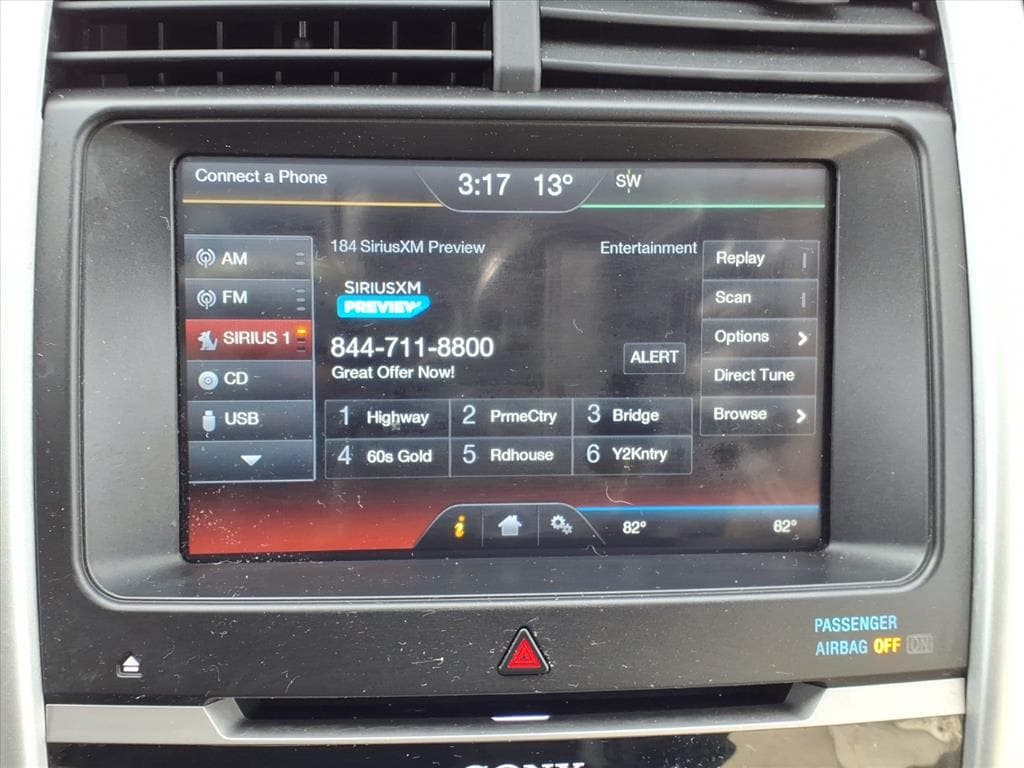 Connect a Phone
3:17 13° SW
184 SiriusXM Preview Entertainment
AM
FM
SIRIUS 1
CD
USB
SIRIUSXM
PREVIEW
844-711-8800
Great Offer Now!
ALERT
1 Highway 2 PrmeCtry 3 Bridge
4 60s Gold 5 Rdhouse 6 Y2Kntry
Replay
Scan
Options
Direct Tune
Browse
i
82° 82°
PASSENGER
AIRBAG OFF ON
SONY